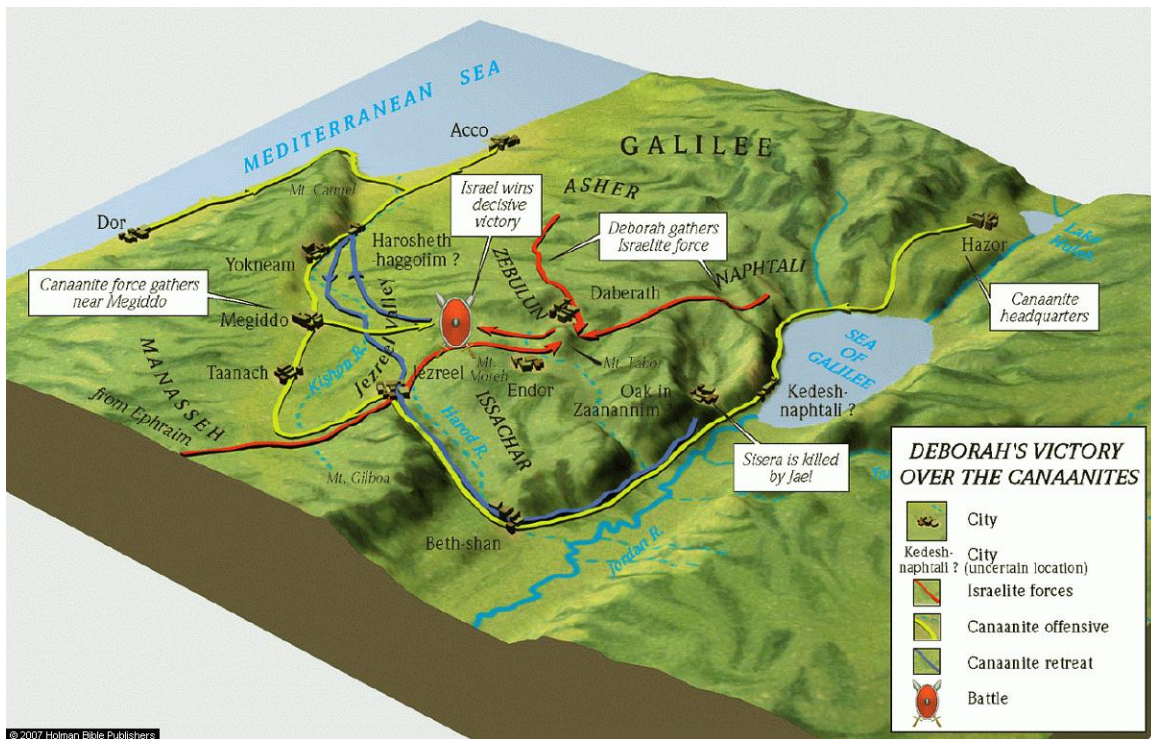 MEDITERRANEAN SEA
Acco
GALILEE
ASHER
Mt. Carmel
Israel wins
decisive
victory
Dor
Deborah gathers
Israelite force
Lake
Huleh
Hazor
Harosheth
haggoiim ?
Yokneam
NAPHTALI
ZEBULUN
Daberath
Canaanite force gathers
near Megiddo
Canaanite
headquarters
Megiddo
Jezreel Valley
SEA
OF
GALILEE
MANASSEH
Taanach
Kishon R.
Jezreel
Mt.
Moreh
Mt. Tabor
Endor
Oak in
Zaanannim
Kedesh-
naphtali ?
from Ephraim
ISSACHAR
Harod R.
Mt. Gilboa
Sisera is killed
by Jael
Beth-shan
Jordan R.
DEBORAH'S VICTORY
OVER THE CANAANITES
City
Kedesh-
naphtali ?
City
(uncertain location)
Israelite forces
Canaanite offensive
Canaanite retreat
Battle
© 2007 Holman Bible Publishers